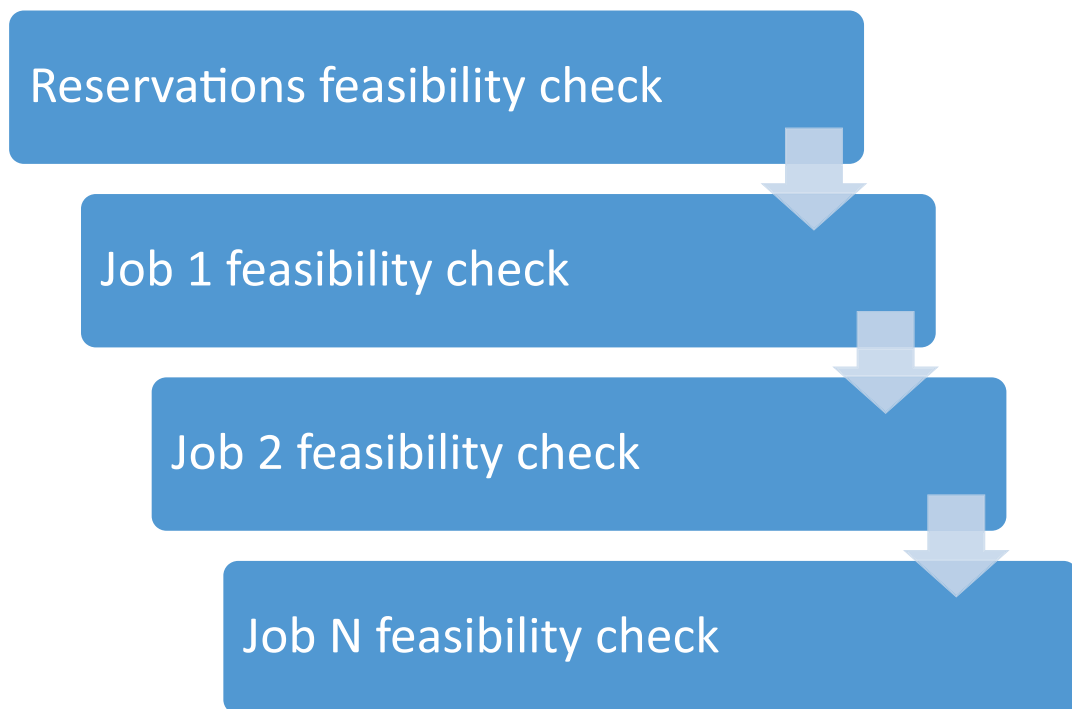 Reservations feasibility check
Job 1 feasibility check
Job 2 feasibility check
Job N feasibility check